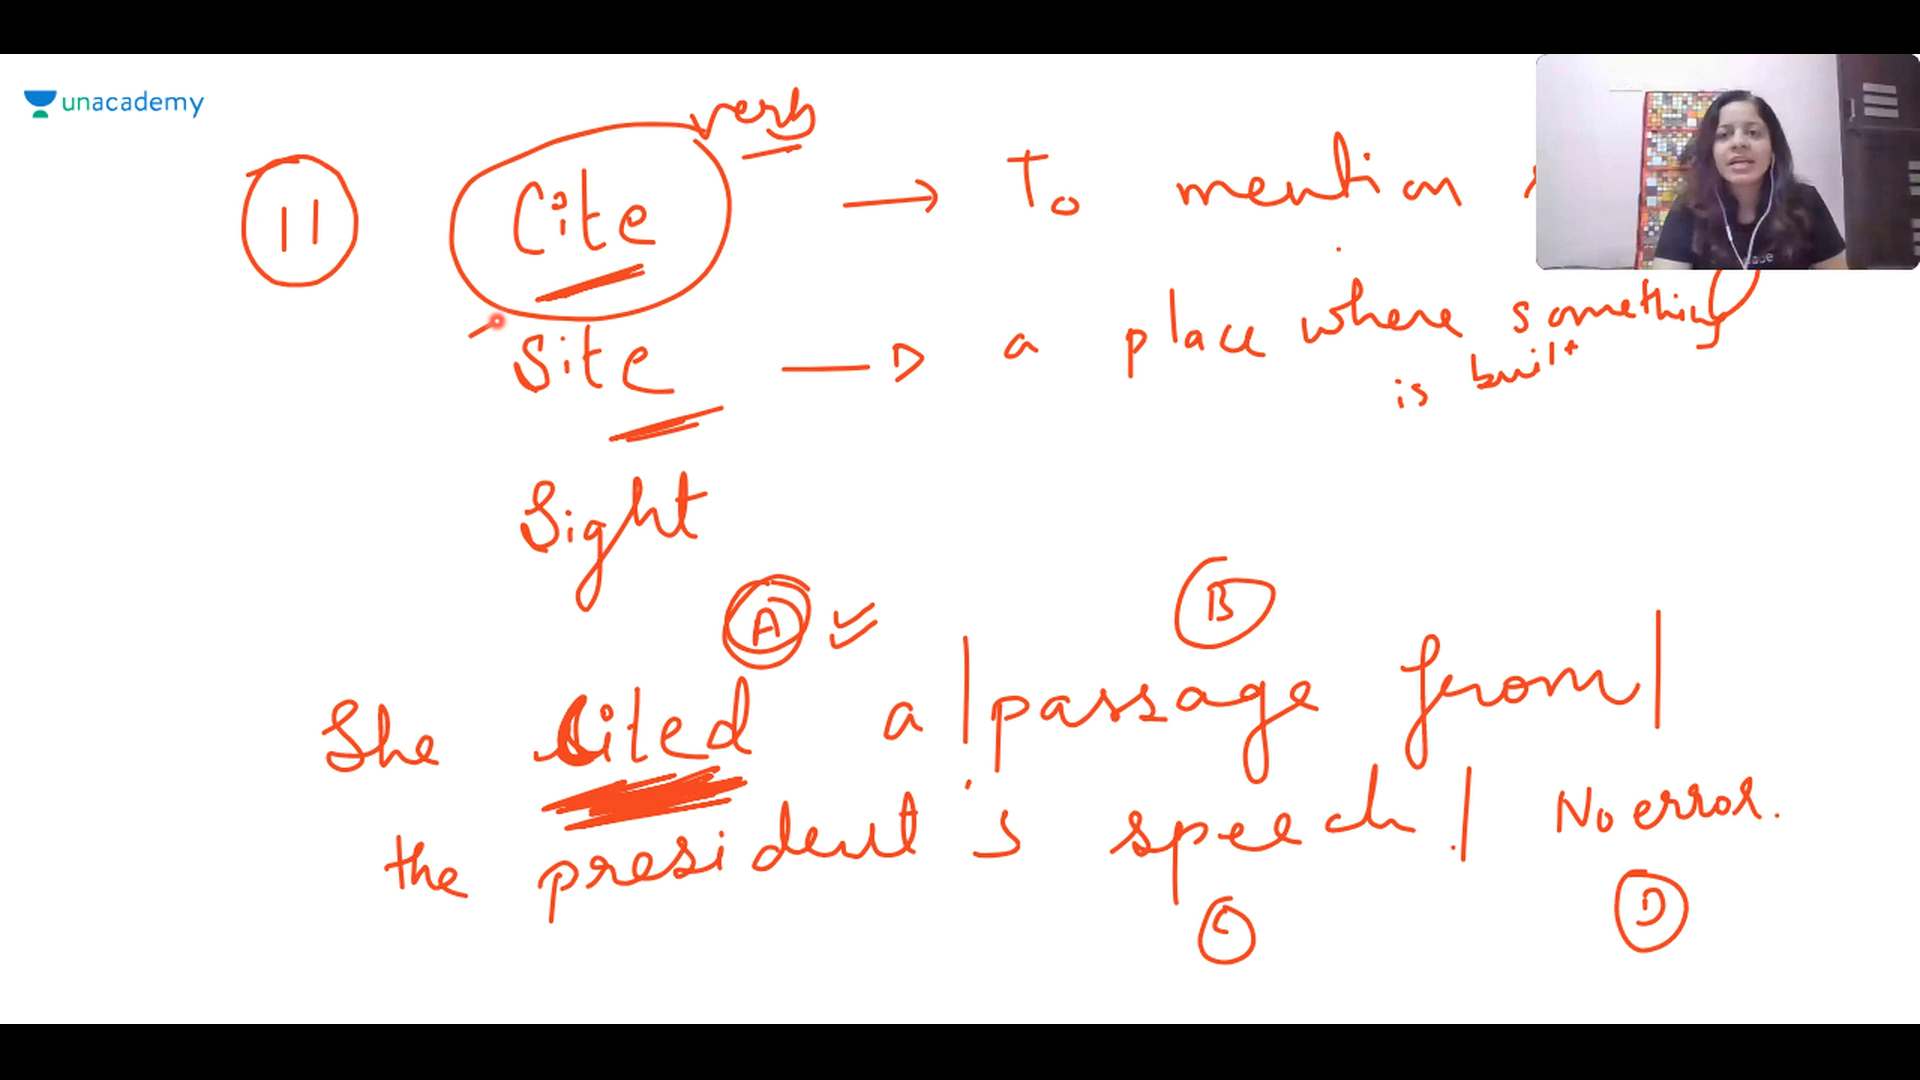 unacademy
verb
11 Cite → To mention
Site → a place where something
is built
Sight
A B
She Cited a | passage from |
the president's speech. | No error.
C D